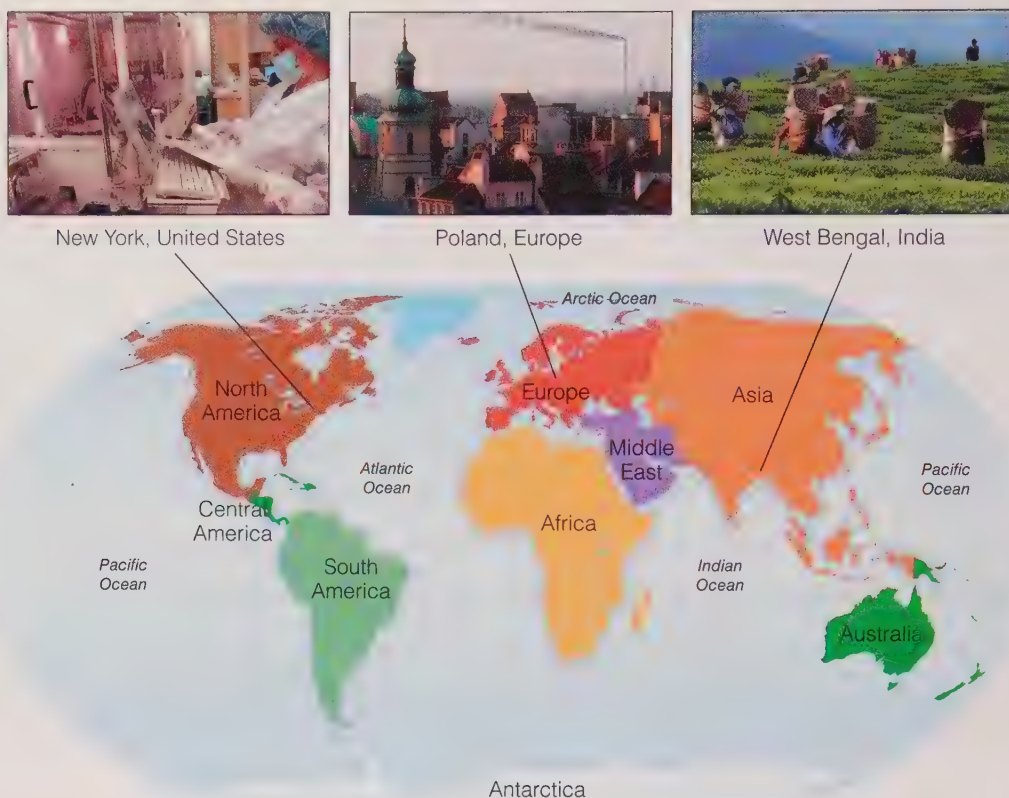 New York, United States
Poland, Europe
West Bengal, India
Arctic Ocean
North
America
Europe
Asia
Middle
East
Atlantic
Ocean
Pacific
Ocean
Central
America
Africa
Pacific
Ocean
South
America
Indian
Ocean
Australia
Antarctica